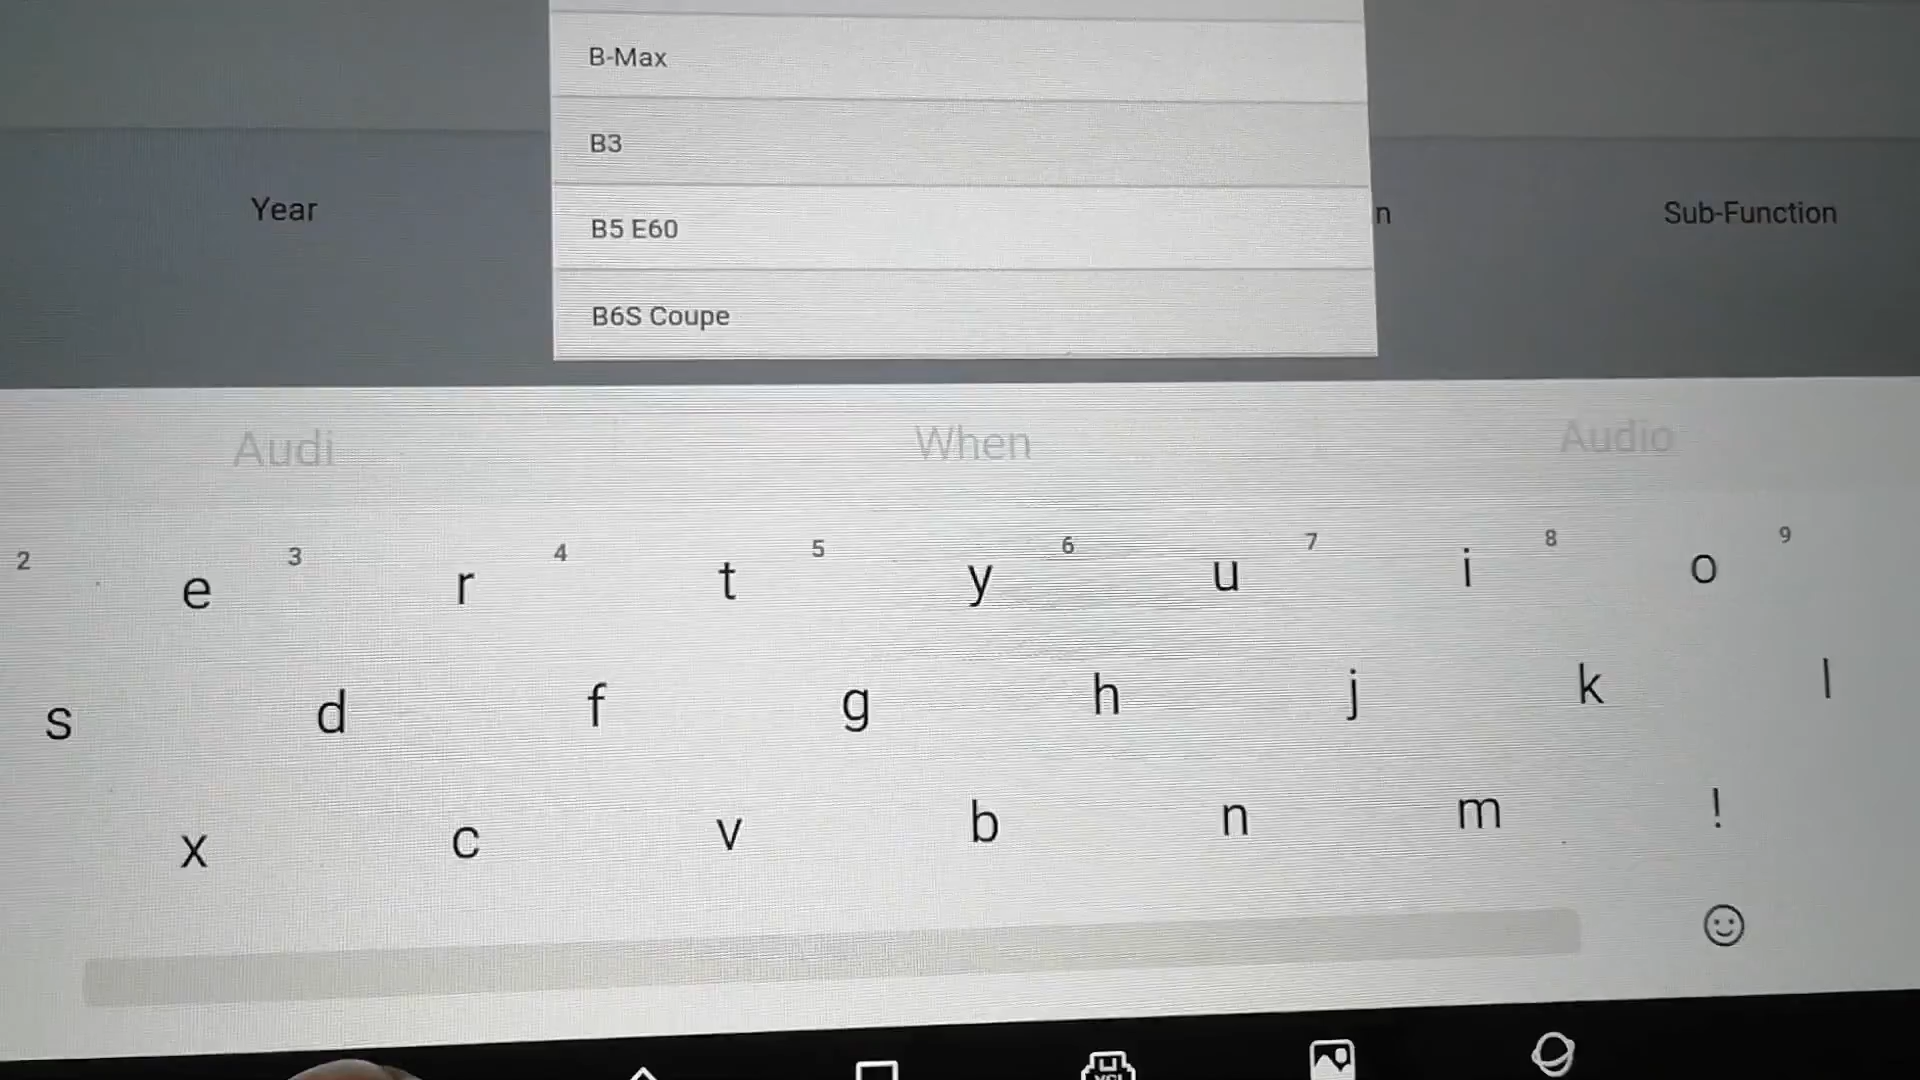 B-Max
B3
Year
n
Sub-Function
B5 E60
B6S Coupe
Audi
When
Audio
2
3
4
5
6
7
8
9
e
r
t
y
u
i
o
s
d
f
g
h
j
k
l
x
c
v
b
n
m
!
VCI